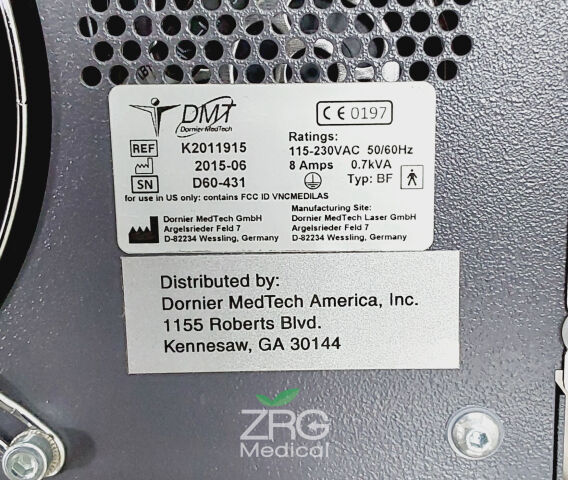 DMT
Dornier MedTech
CE 0197
REF K2011915
2015-06
SN D60-431
Ratings:
115-230VAC 50/60Hz
8 Amps 0.7kVA
Typ: BF
for use in US only: contains FCC ID VNCMEDILAS
Dornier MedTech GmbH
Argelsrieder Feld 7
D-82234 Wessling, Germany
Manufacturing Site:
Dornier MedTech Laser GmbH
Argelsrieder Feld 7
D-82234 Wessling, Germany
Distributed by:
Dornier MedTech America, Inc.
1155 Roberts Blvd.
Kennesaw, GA 30144
ZRG
Medical